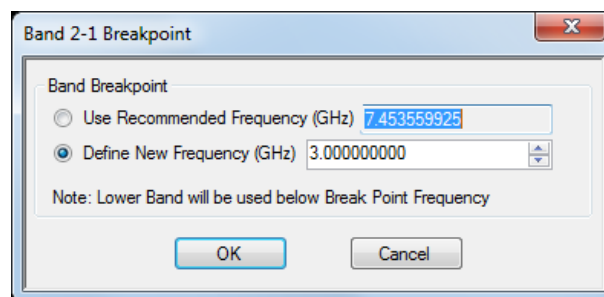 Band 2-1 Breakpoint
Band Breakpoint
Use Recommended Frequency (GHz) 7.453559925
Define New Frequency (GHz) 3.000000000
Note: Lower Band will be used below Break Point Frequency
OK Cancel